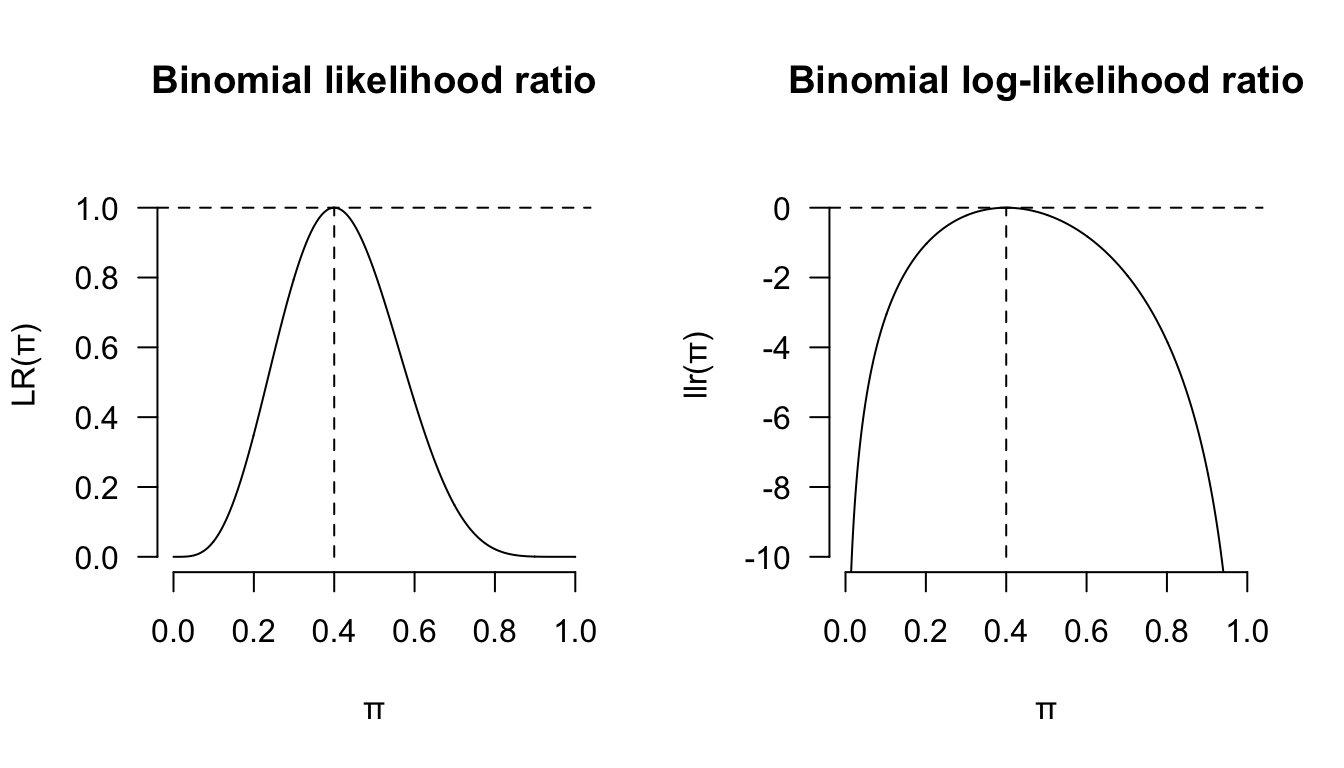 Binomial likelihood ratio
LR(π)
1.0
0.8
0.6
0.4
0.2
0.0
0.0 0.2 0.4 0.6 0.8 1.0
π
Binomial log-likelihood ratio
llr(π)
0
-2
-4
-6
-8
-10
0.0 0.2 0.4 0.6 0.8 1.0
π